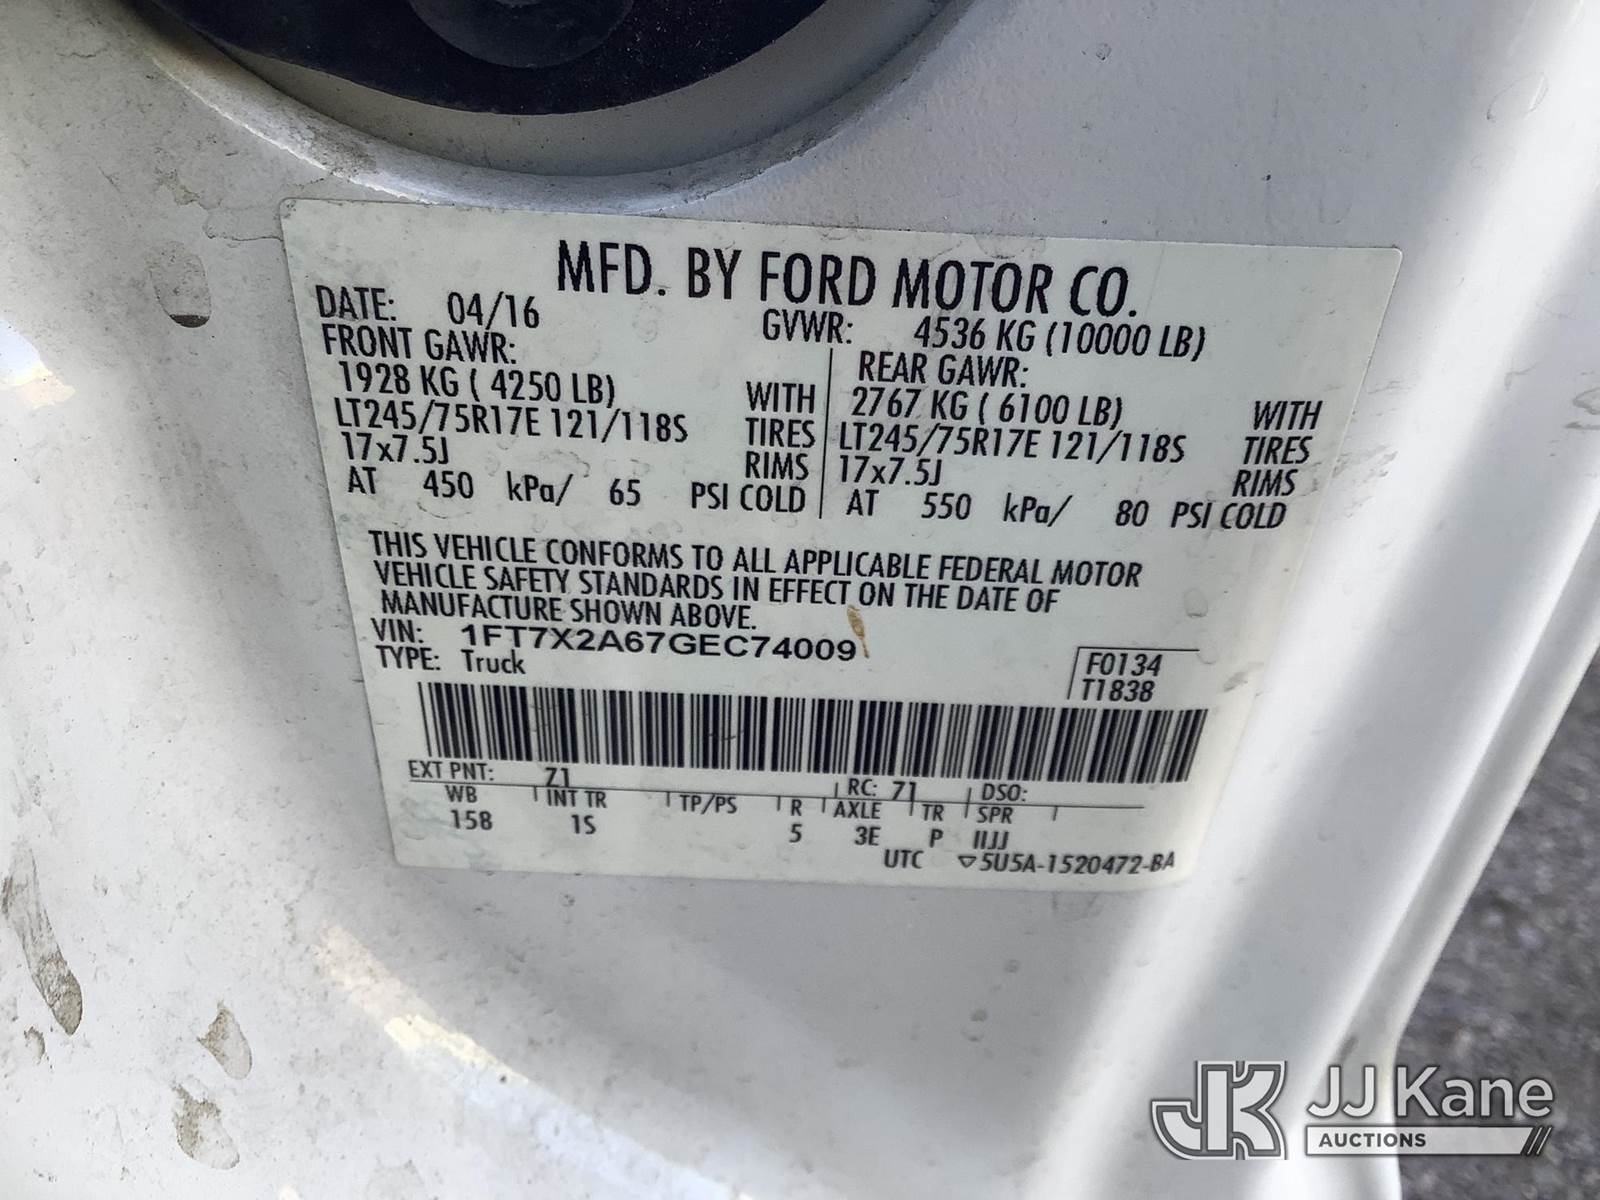 MFD. BY FORD MOTOR CO.
DATE: 04/16 GVWR: 4536 KG (10000 LB)
FRONT GAWR: REAR GAWR:
1928 KG ( 4250 LB) WITH 2767 KG ( 6100 LB) WITH
LT245/75R17E 121/118S TIRES LT245/75R17E 121/118S TIRES
17x7.5J RIMS 17x7.5J RIMS
AT 450 kPa/ 65 PSI COLD AT 550 kPa/ 80 PSI COLD
THIS VEHICLE CONFORMS TO ALL APPLICABLE FEDERAL MOTOR
VEHICLE SAFETY STANDARDS IN EFFECT ON THE DATE OF
MANUFACTURE SHOWN ABOVE.
VIN: 1FT7X2A67GEC74009
TYPE: Truck
F0134
T1838
EXT PNT: 71 RC: 71 DSO:
WB INT TR TP/PS R AXLE TR SPR
158 1S 5 3E P IIJJ
UTC ▽5U5A-1520472-BA
JK JJ Kane
AUCTIONS